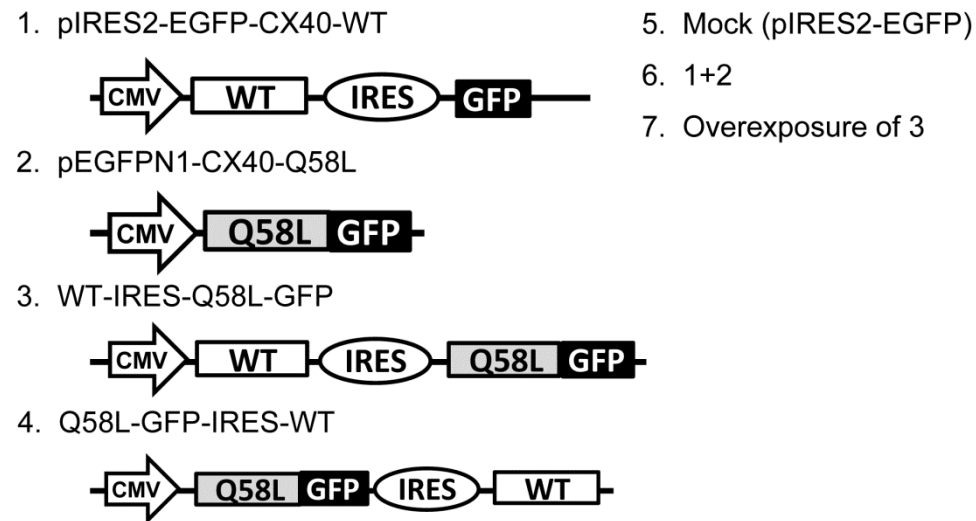 1. pIRES2-EGFP-CX40-WT
CMV WT IRES GFP
2. pEGFPN1-CX40-Q58L
CMV Q58L GFP
3. WT-IRES-Q58L-GFP
CMV WT IRES Q58L GFP
4. Q58L-GFP-IRES-WT
CMV Q58L GFP IRES WT
5. Mock (pIRES2-EGFP)
6. 1+2
7. Overexposure of 3